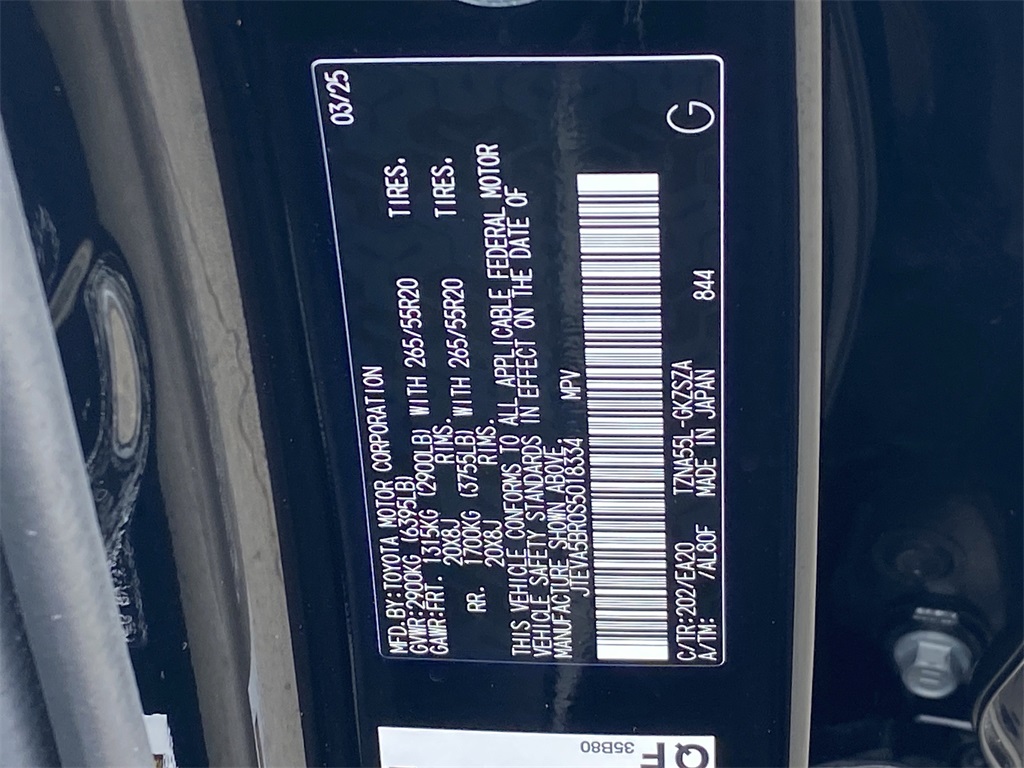 03/25
MFD.BY:TOYOTA MOTOR CORPORATION
GVWR:2900KG (6395LB)
GAWR:FRT. 1315KG (2900LB) WITH 265/55R20 TIRES.
20X8J RIMS.
RR. 1700KG (3755LB) WITH 265/55R20 TIRES.
20X8J RIMS.
THIS VEHICLE CONFORMS TO ALL APPLICABLE FEDERAL MOTOR
VEHICLE SAFETY STANDARDS IN EFFECT ON THE DATE OF
MANUFACTURE SHOWN ABOVE.
JTEVA5BR0S5018334 MPV
C/TR:202/EA20 TZNA55L-GKZSZA 844
A/TM: /AL80F MADE IN JAPAN
G
35B80
QF